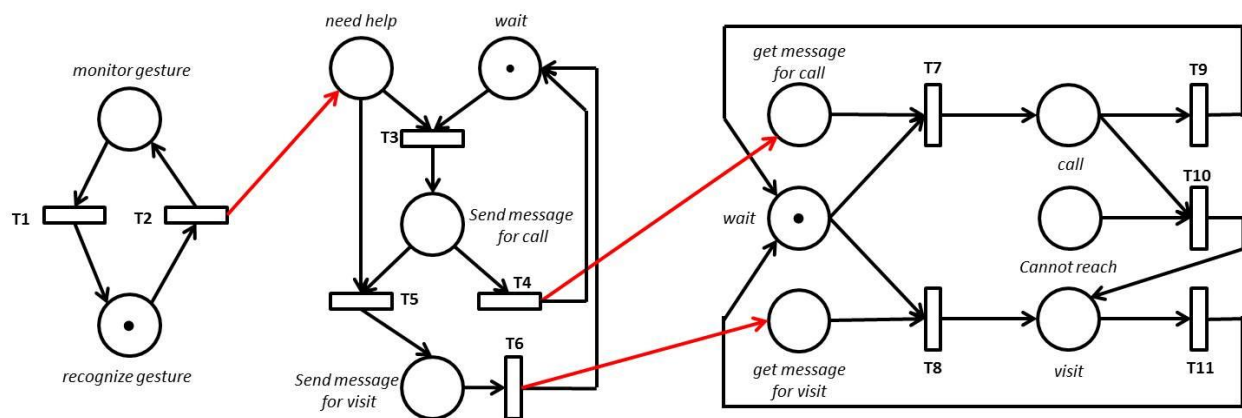 need help
wait
monitor gesture
T1
T2
recognize gesture
T3
Send message
for call
T5
T4
T6
Send message
for visit
get message
for call
T7
T9
call
T10
wait
Cannot reach
get message
for visit
T8
visit
T11